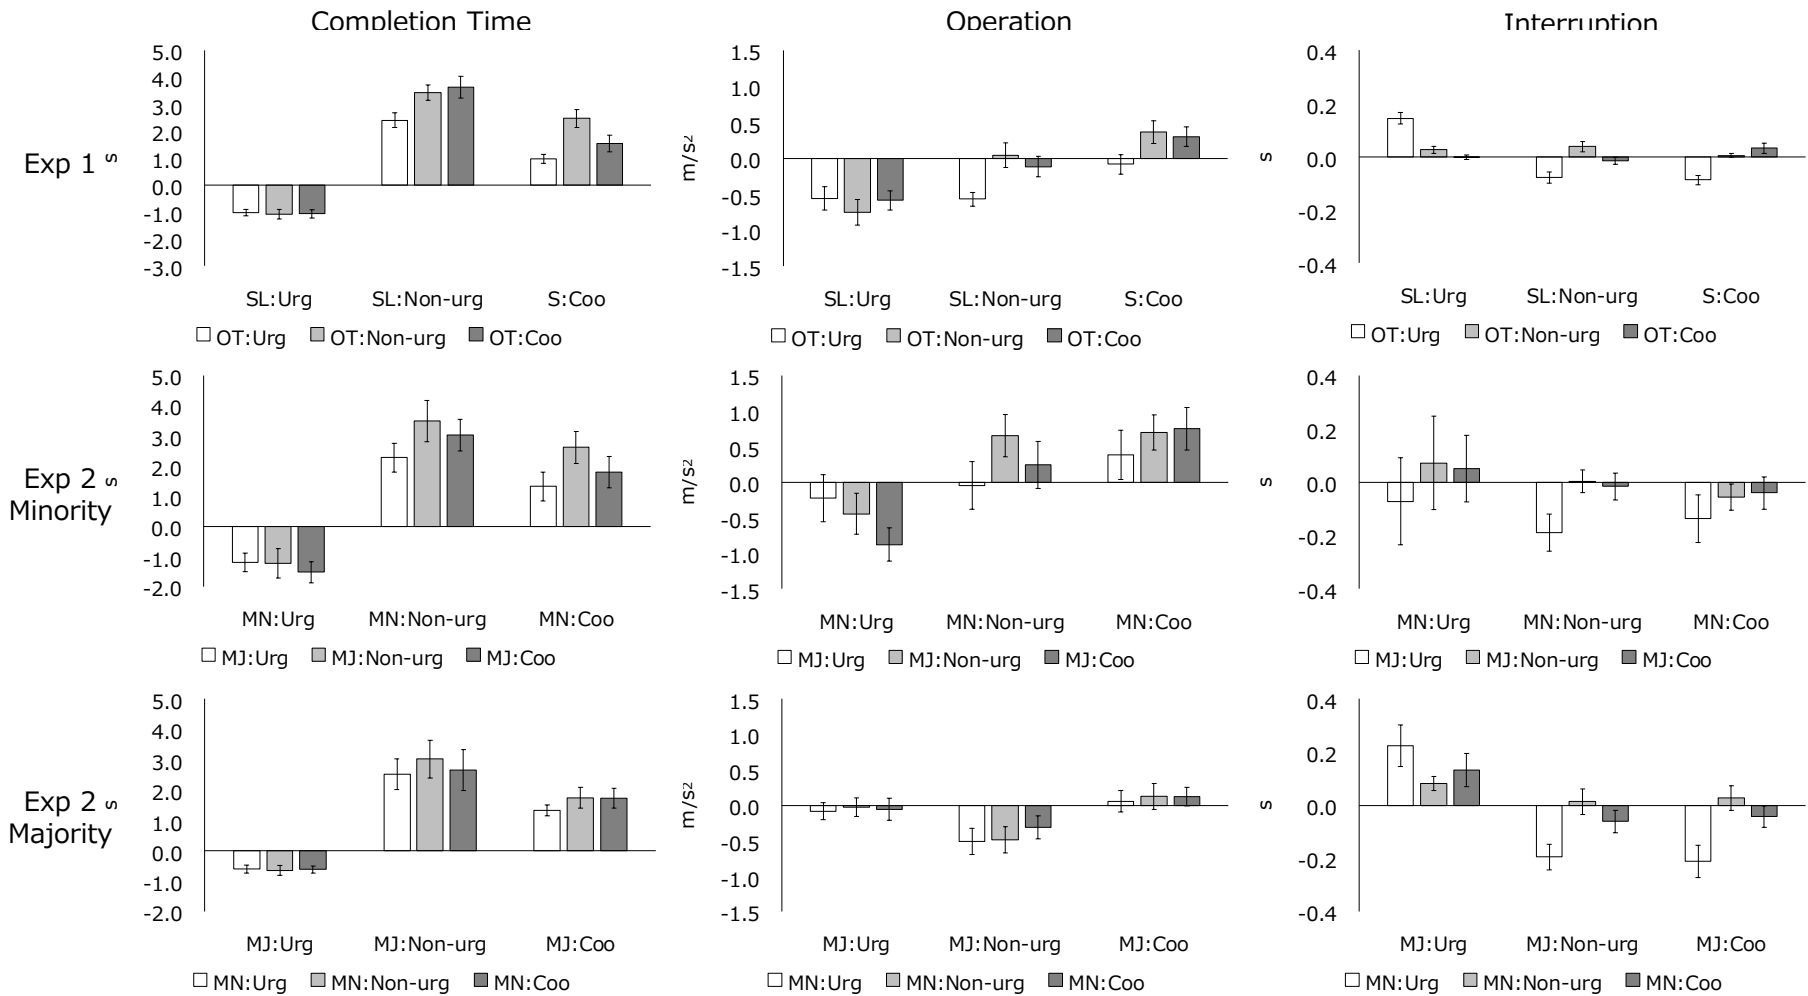 Completion Time Operation Interruption
Exp 1
s
5.0
4.0
3.0
2.0
1.0
0.0
-1.0
-2.0
-3.0
SL:Urg SL:Non-urg S:Coo
OT:Urg OT:Non-urg OT:Coo
m/s²
1.5
1.0
0.5
0.0
-0.5
-1.0
-1.5
SL:Urg SL:Non-urg S:Coo
OT:Urg OT:Non-urg OT:Coo
s
0.4
0.2
0.0
-0.2
-0.4
SL:Urg SL:Non-urg S:Coo
OT:Urg OT:Non-urg OT:Coo
Exp 2
Minority
s
5.0
4.0
3.0
2.0
1.0
0.0
-1.0
-2.0
MN:Urg MN:Non-urg MN:Coo
MJ:Urg MJ:Non-urg MJ:Coo
m/s²
1.5
1.0
0.5
0.0
-0.5
-1.0
-1.5
MN:Urg MN:Non-urg MN:Coo
MJ:Urg MJ:Non-urg MJ:Coo
s
0.4
0.2
0.0
-0.2
-0.4
MN:Urg MN:Non-urg MN:Coo
MJ:Urg MJ:Non-urg MJ:Coo
Exp 2
Majority
s
5.0
4.0
3.0
2.0
1.0
0.0
-1.0
-2.0
MJ:Urg MJ:Non-urg MJ:Coo
MN:Urg MN:Non-urg MN:Coo
m/s²
1.5
1.0
0.5
0.0
-0.5
-1.0
-1.5
MJ:Urg MJ:Non-urg MJ:Coo
MN:Urg MN:Non-urg MN:Coo
s
0.4
0.2
0.0
-0.2
-0.4
MJ:Urg MJ:Non-urg MJ:Coo
MN:Urg MN:Non-urg MN:Coo